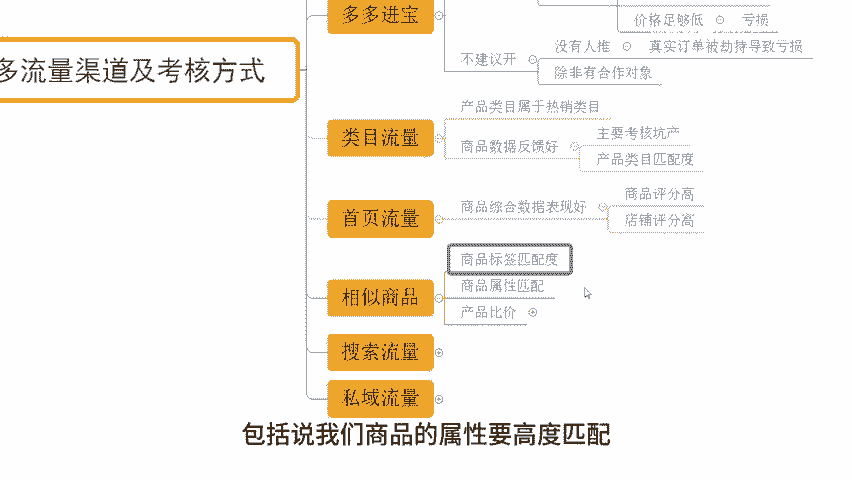 多多进宝
价格足够低
亏损
不建议开
没有人推
真实订单被劫持导致亏损
除非有合作对象
多流量渠道及考核方式
类目流量
产品类目属于热销类目
商品数据反馈好
主要考核坑产
产品类目匹配度
首页流量
商品综合数据表现好
商品评分高
店铺评分高
相似商品
商品标签匹配度
商品属性匹配
产品比价
搜索流量
私域流量
包括说我们商品的属性要高度匹配